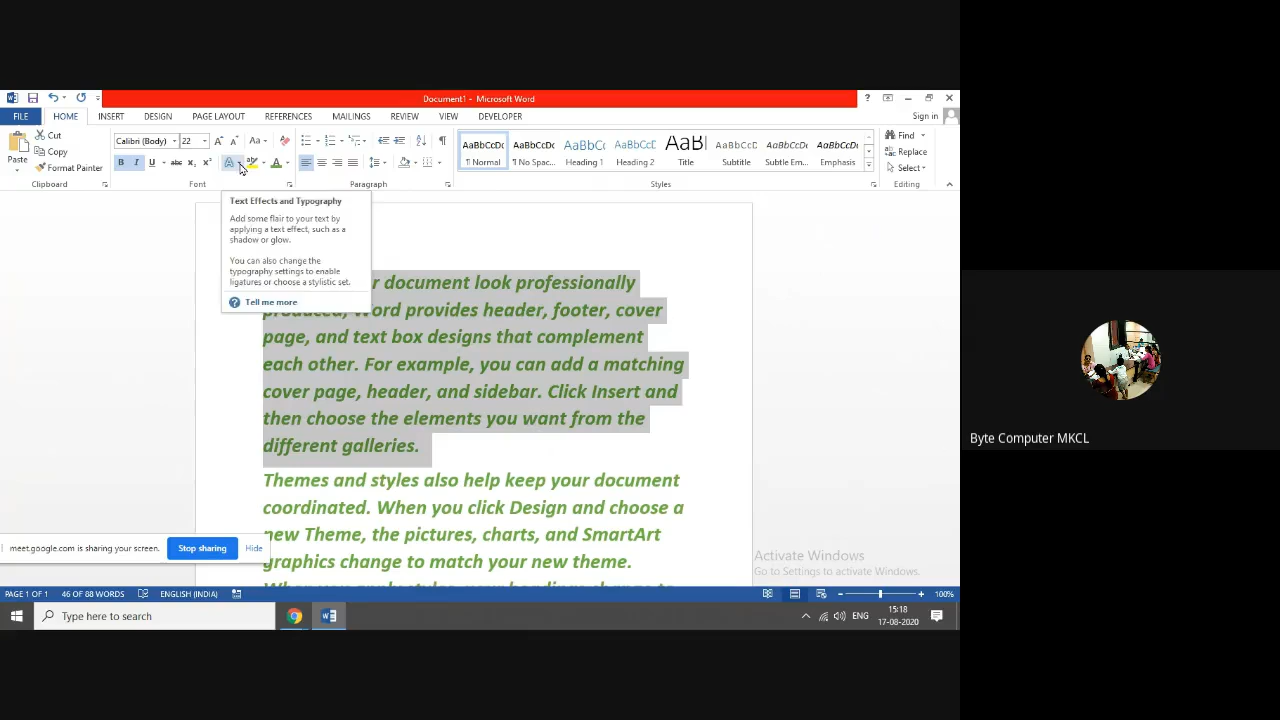 Document1 - Microsoft Word
Sign in
FILE HOME INSERT DESIGN PAGE LAYOUT REFERENCES MAILINGS REVIEW VIEW DEVELOPER
Paste
Cut
Copy
Format Painter
Calibri (Body) 22
AaBbCcDc AaBbCcDc AaBbCc AaBbCcC AaBl AaBbCcC AaBbCcDc AaBbCcDc
¶ Normal ¶ No Spac... Heading 1 Heading 2 Title Subtitle Subtle Em... Emphasis
Find
Replace
Select
Clipboard Font Paragraph Styles Editing
Text Effects and Typography
Add some flair to your text by
applying a text effect, such as a
shadow or glow.
You can also change the
typography settings to enable
ligatures or choose a stylistic set.
Tell me more
r document look professionally
produced, Word provides header, footer, cover
page, and text box designs that complement
each other. For example, you can add a matching
cover page, header, and sidebar. Click Insert and
then choose the elements you want from the
different galleries.
Themes and styles also help keep your document
coordinated. When you click Design and choose a
new Theme, the pictures, charts, and SmartArt
graphics change to match your new theme.
meet.google.com is sharing your screen. Stop sharing Hide
Activate Windows
Go to Settings to activate Windows.
PAGE 1 OF 1 46 OF 88 WORDS ENGLISH (INDIA) 100%
Type here to search
ENG
15:18
17-08-2020
Byte Computer MKCL